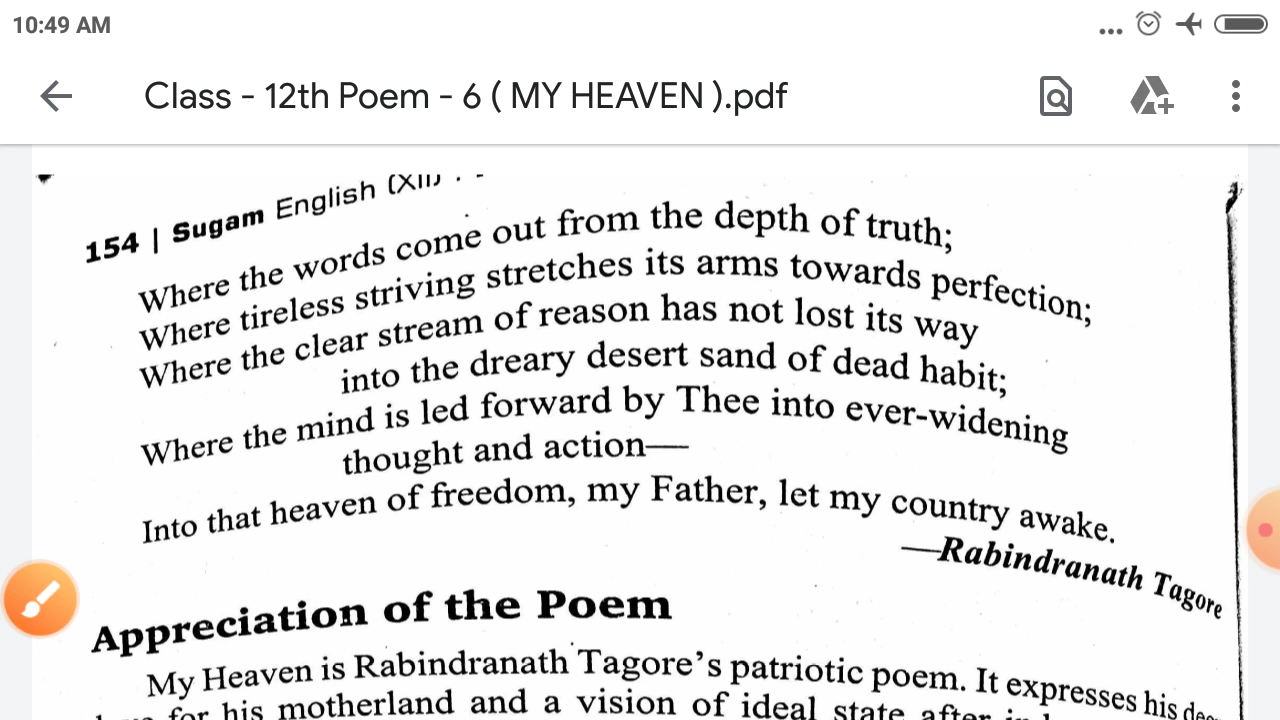 10:49 AM
Class - 12th Poem - 6 ( MY HEAVEN ).pdf
154 | Sugam English (XII)
Where the words come out from the depth of truth;
Where tireless striving stretches its arms towards perfection;
Where the clear stream of reason has not lost its way
into the dreary desert sand of dead habit;
Where the mind is led forward by Thee into ever-widening
thought and action—
Into that heaven of freedom, my Father, let my country awake.
—Rabindranath Tagore
Appreciation of the Poem
My Heaven is Rabindranath Tagore's patriotic poem. It expresses his
for his motherland and a vision of ideal state after